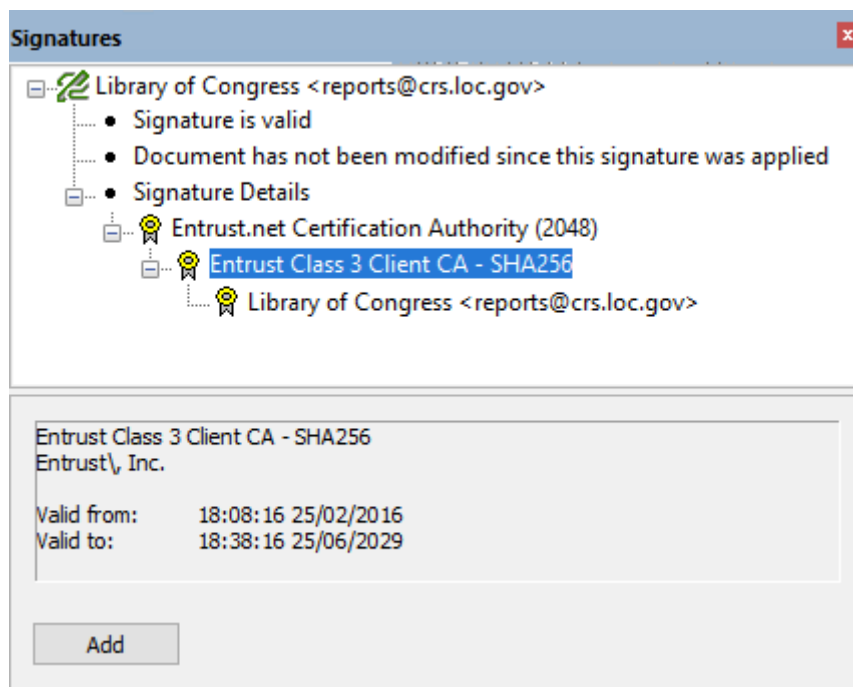 Signatures
Library of Congress <reports@crs.loc.gov>
Signature is valid
Document has not been modified since this signature was applied
Signature Details
Entrust.net Certification Authority (2048)
Entrust Class 3 Client CA - SHA256
Library of Congress <reports@crs.loc.gov>
Entrust Class 3 Client CA - SHA256
Entrust\, Inc.
Valid from: 18:08:16 25/02/2016
Valid to: 18:38:16 25/06/2029
Add